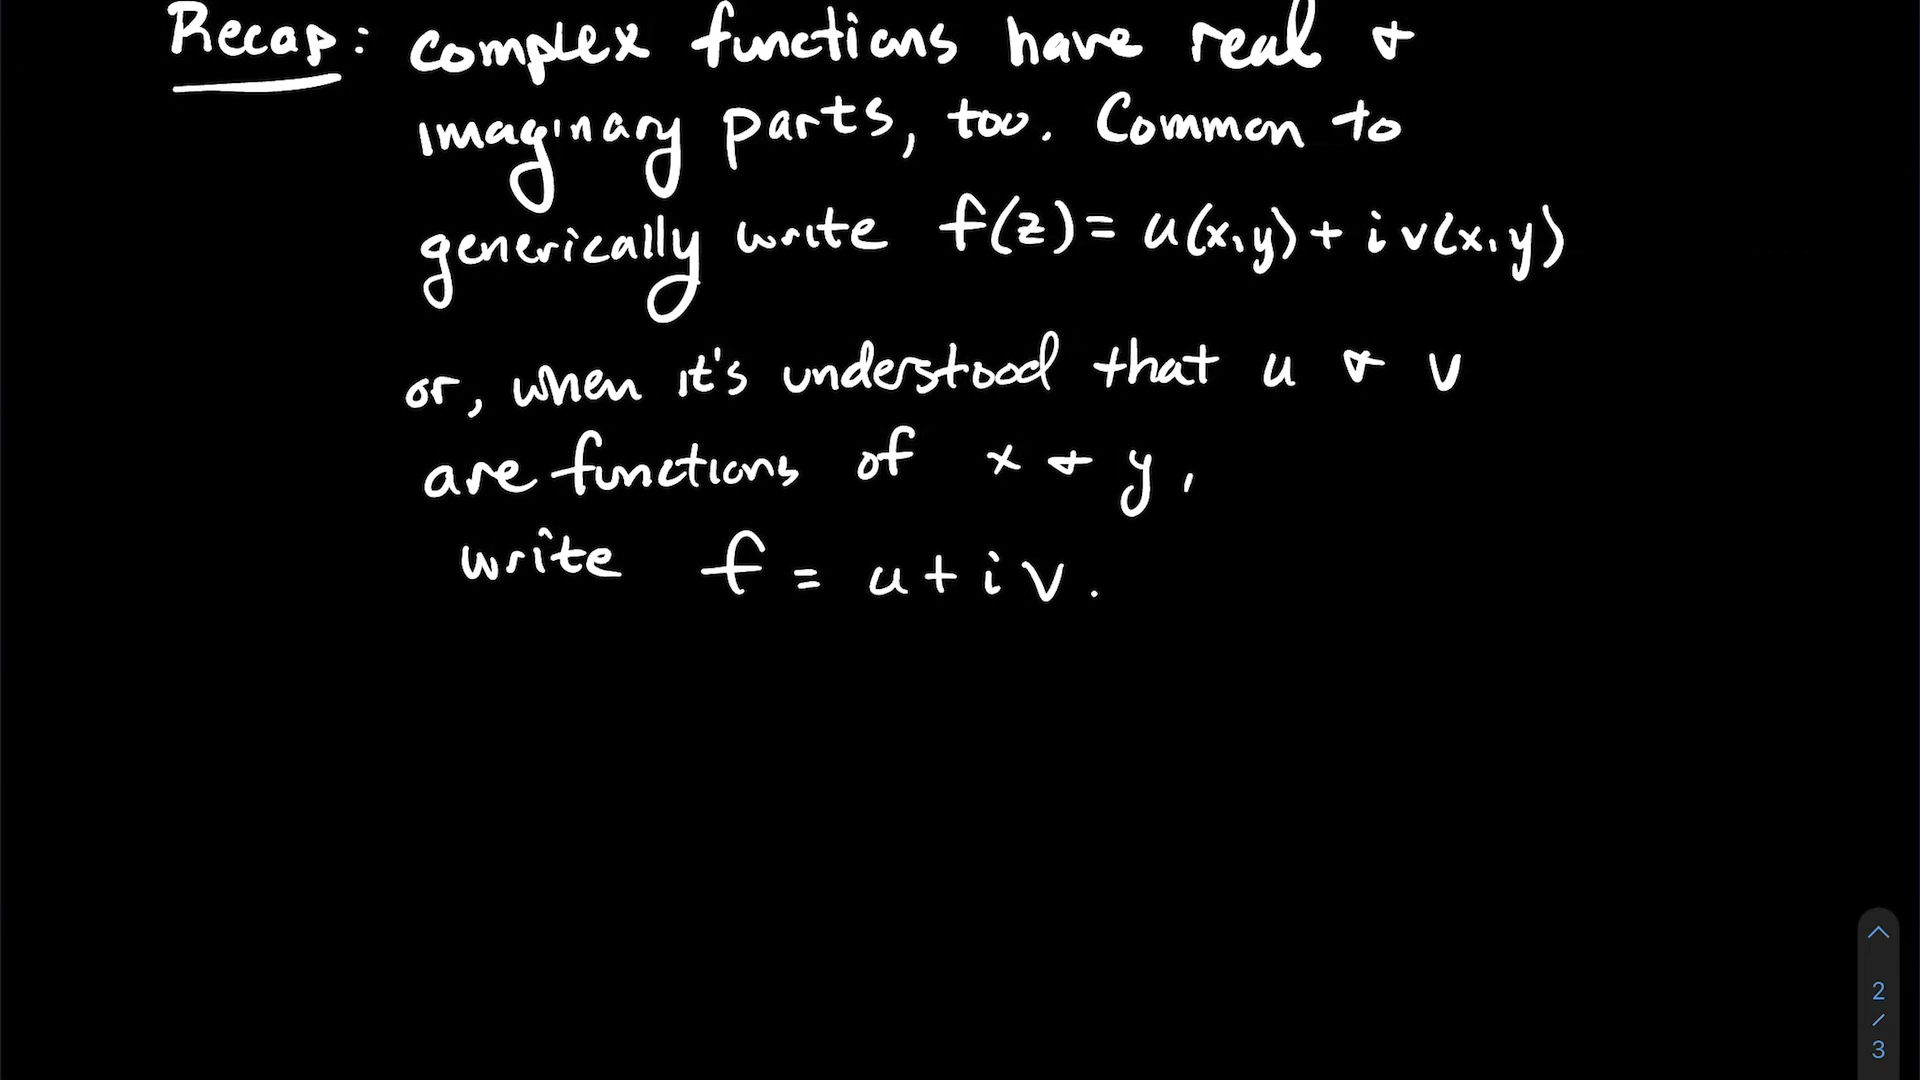 Recap: complex functions have real &
imaginary parts, too. Common to
generically write f(z) = u(x,y) + i v(x,y)
or, when it's understood that u & v
are functions of x & y,
write f = u + i v.
2
/
3